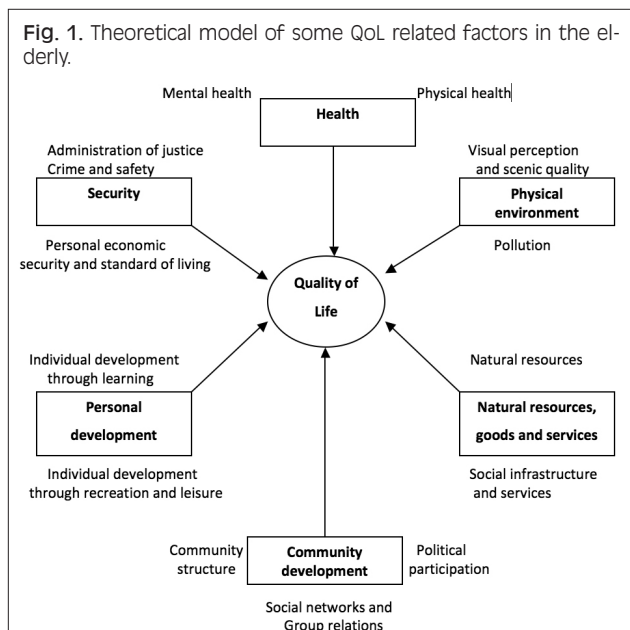 Fig. 1. Theoretical model of some QoL related factors in the el-
derly.
Mental health
Physical health
Health
Administration of justice
Crime and safety
Security
Personal economic
security and standard of living
Visual perception
and scenic quality
Physical
environment
Pollution
Quality of
Life
Individual development
through learning
Personal
development
Individual development
through recreation and leisure
Natural resources
Natural resources,
goods and services
Social infrastructure
and services
Community
structure
Community
development
Political
participation
Social networks and
Group relations